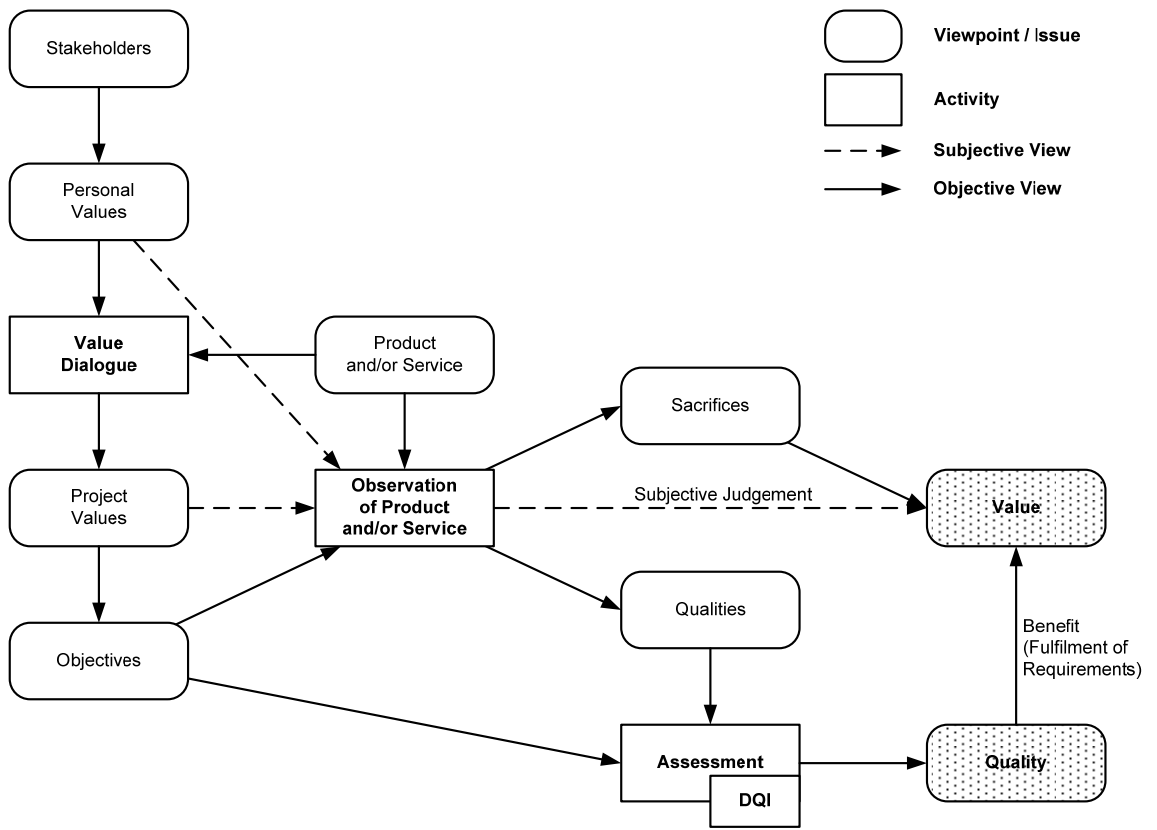 Stakeholders
Viewpoint / Issue
Activity
Subjective View
Objective View
Personal
Values
Value
Dialogue
Product
and/or Service
Sacrifices
Project
Values
Observation
of Product
and/or Service
Subjective Judgement
Value
Objectives
Qualities
Benefit
(Fulfilment of
Requirements)
Assessment
DQI
Quality